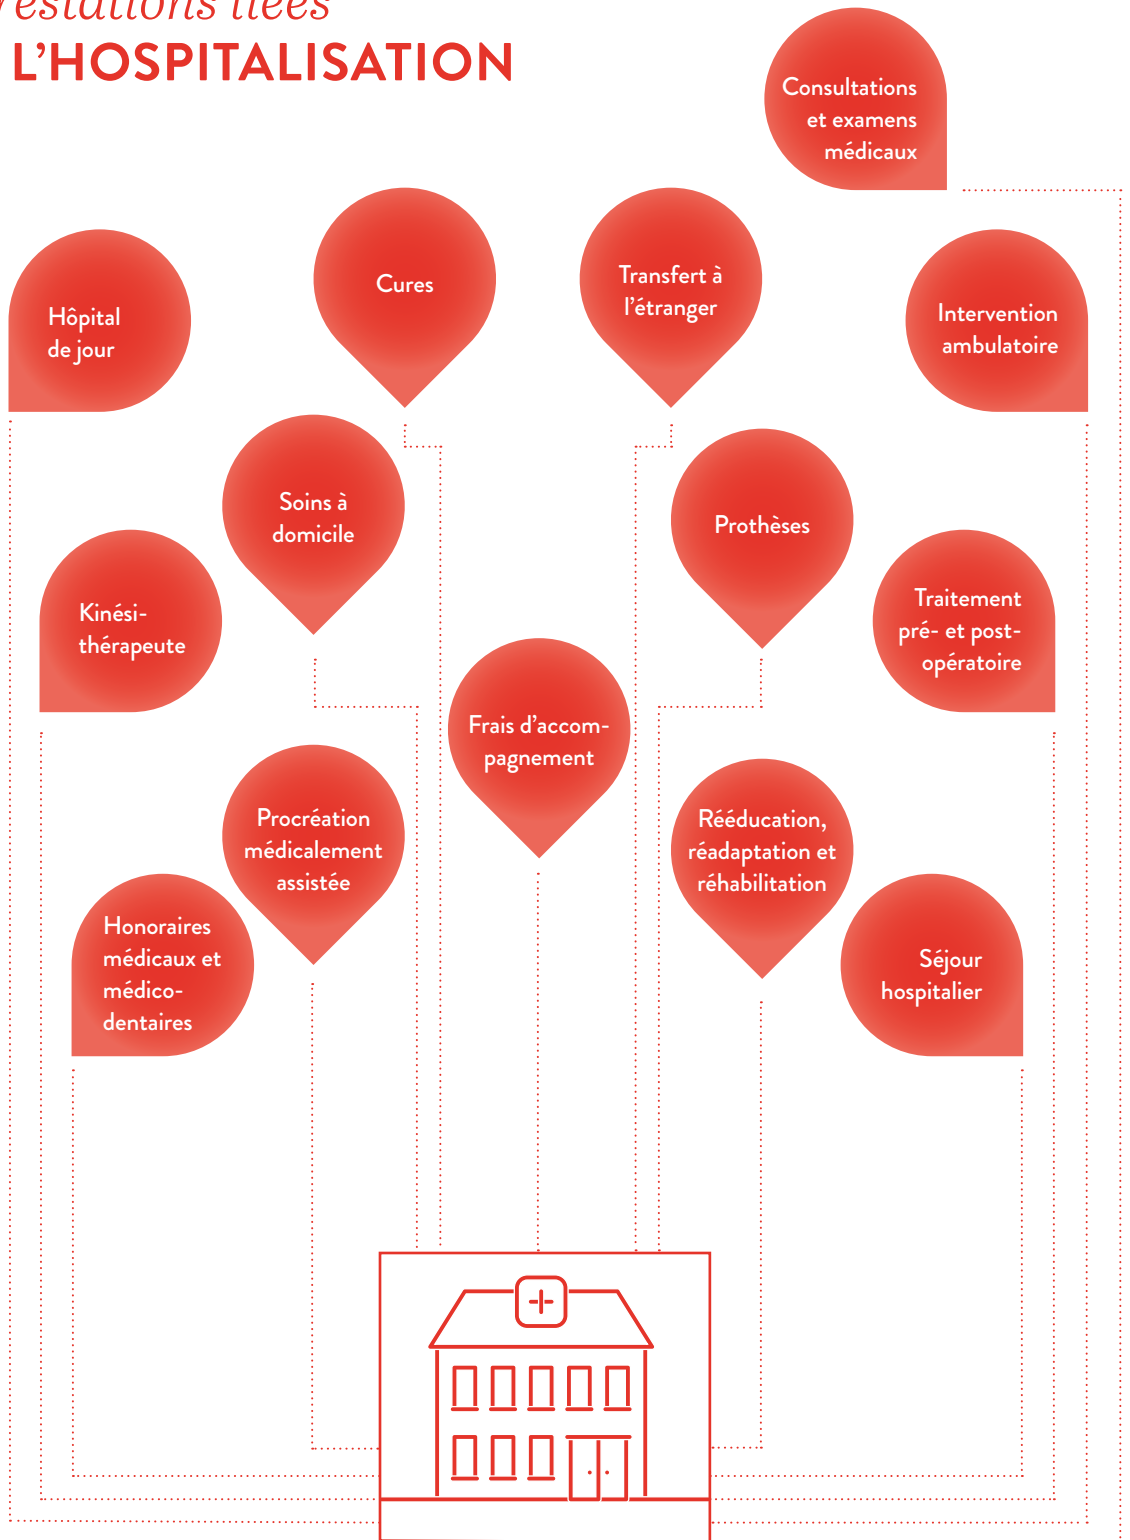 L'HOSPITALISATION
Consultations
et examens
médicaux
Cures
Transfert à
l'étranger
Hôpital
de jour
Intervention
ambulatoire
Soins à
domicile
Prothèses
Kinési-
thérapeute
Traitement
pré- et post-
opératoire
Frais d'accom-
pagnement
Procréation
médicalement
assistée
Rééducation,
réadaptation et
réhabilitation
Honoraires
médicaux et
médico-
dentaires
Séjour
hospitalier